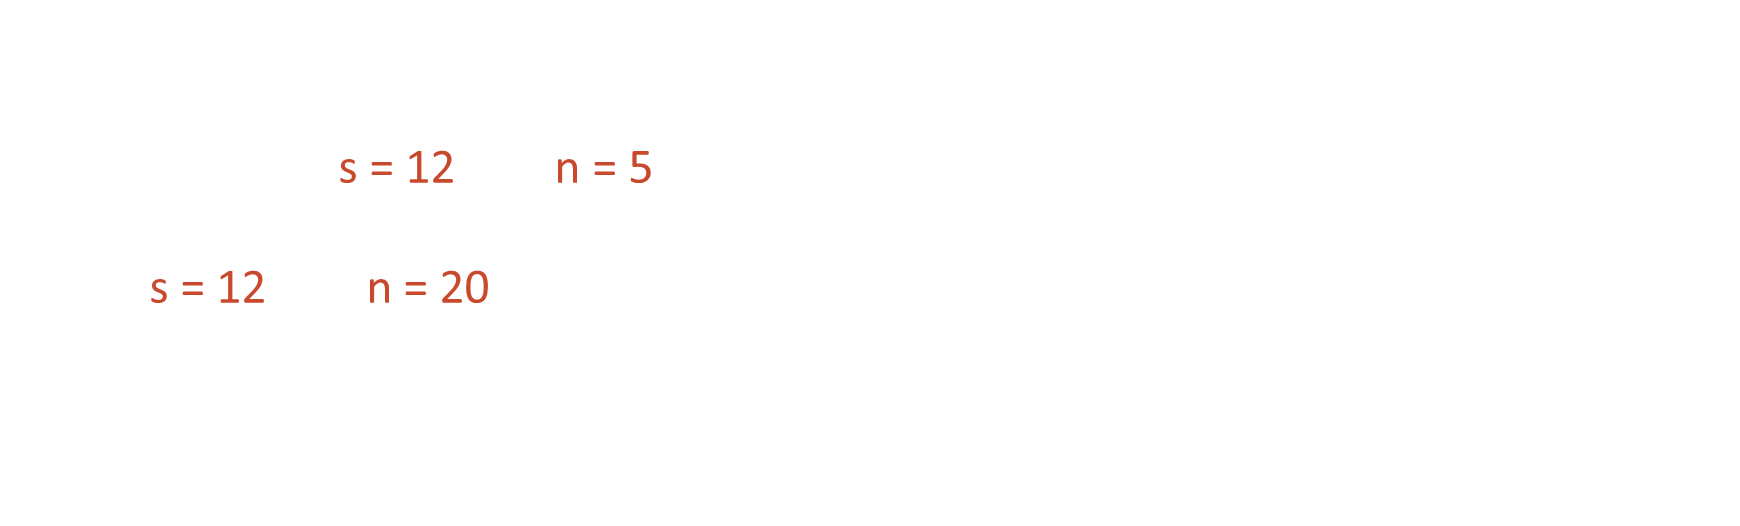 s = 12 n = 5
s = 12 n = 20